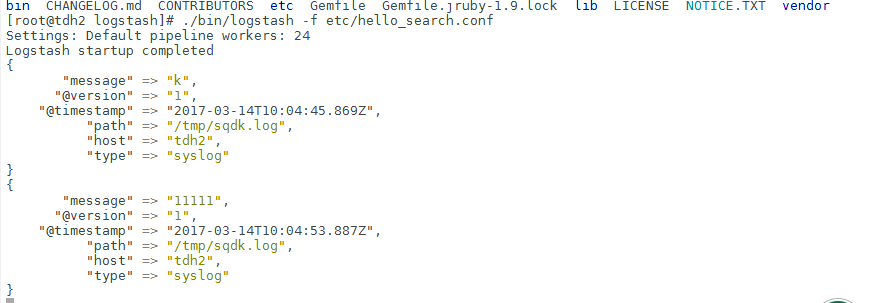 bin  CHANGELOG.md  CONTRIBUTORS  etc  Gemfile  Gemfile.jruby-1.9.lock  lib  LICENSE  NOTICE.TXT  vendor
[root@tdh2 logstash]# ./bin/logstash -f etc/hello_search.conf
Settings: Default pipeline workers: 24
Logstash startup completed
{
       "message" => "k",
      "@version" => "1",
    "@timestamp" => "2017-03-14T10:04:45.869Z",
          "path" => "/tmp/sqdk.log",
          "host" => "tdh2",
          "type" => "syslog"
}
{
       "message" => "11111",
      "@version" => "1",
    "@timestamp" => "2017-03-14T10:04:53.887Z",
          "path" => "/tmp/sqdk.log",
          "host" => "tdh2",
          "type" => "syslog"
}